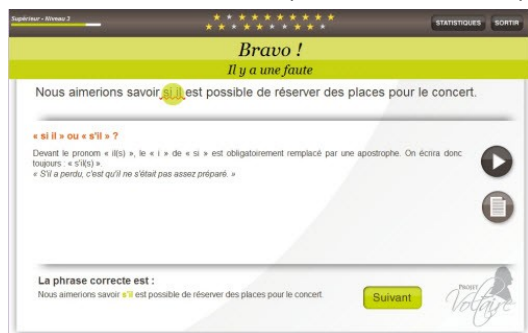 Supérieur - Niveau 3
STATISTIQUES SORTIR
Bravo !
Il y a une faute
Nous aimerions savoir si il est possible de réserver des places pour le concert.
« si il » ou « s'il » ?
Devant le pronom « il(s) », le « i » de « si » est obligatoirement remplacé par une apostrophe. On écrira donc
toujours : « s'il(s) ».
« S'il a perdu, c'est qu'il ne s'était pas assez préparé. »
La phrase correcte est :
Nous aimerions savoir s'il est possible de réserver des places pour le concert.
Suivant
PROJET
Voltaire